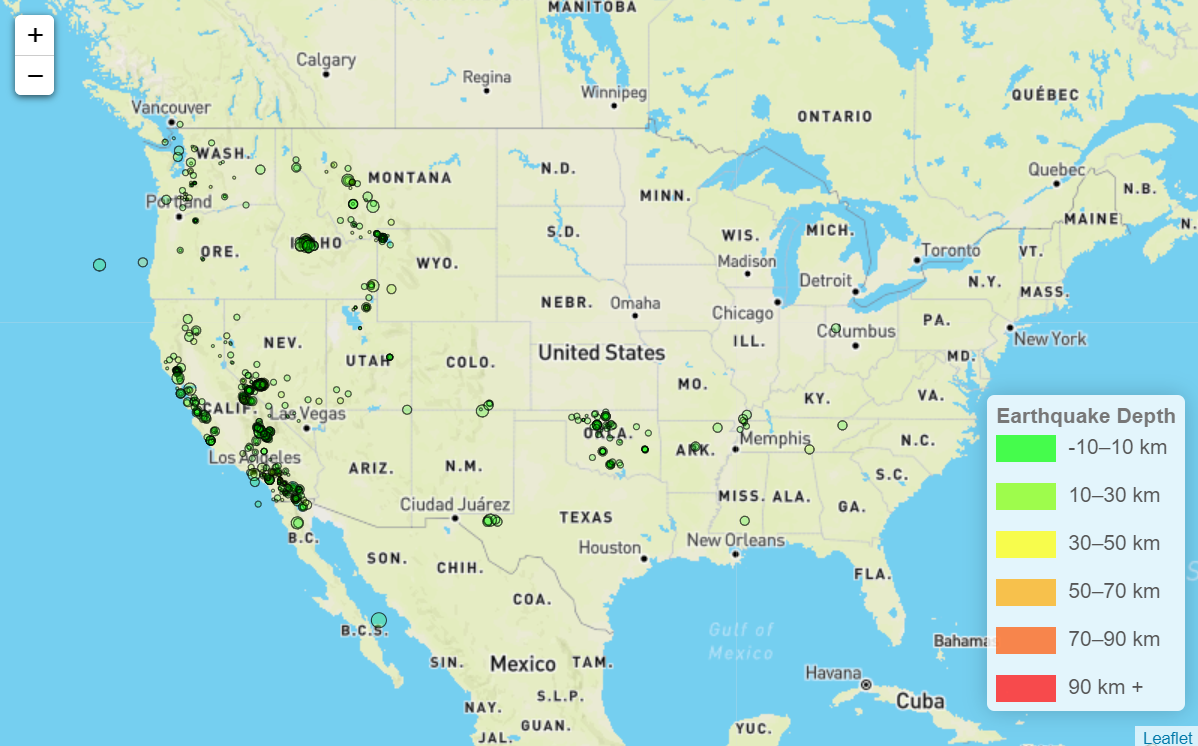 MANITOBA
+
−
Calgary
Regina
Winnipeg
QUÉBEC
Vancouver
ONTARIO
WASH.
MONTANA
N.D.
Quebec
N.B.
MINN.
Portland
MAINE
N.
S.D.
WIS.
MICH.
ORE.
IDAHO
Toronto
VT.
WYO.
Madison
Detroit
N.Y.
MASS.
NEBR.
Omaha
Chicago
PA.
Columbus
New York
NEV.
ILL.
United States
MD.
UTAH
COLO.
MO.
KY.
VA.
CALIF.
Las Vegas
Earthquake Depth
OKLA.
Memphis
N.C.
-10–10 km
ARK.
Los Angeles
ARIZ.
N.M.
S.C.
10–30 km
MISS.
ALA.
GA.
Ciudad Juárez
TEXAS
B.C.
New Orleans
30–50 km
Houston
SON.
CHIH.
FLA.
50–70 km
COA.
B.C.S.
Gulf of
Mexico
Bahamas
70–90 km
SIN.
Mexico
TAM.
Havana
90 km +
S.L.P.
Cuba
NAY.
GUAN.
YUC.
JAL.
Leaflet